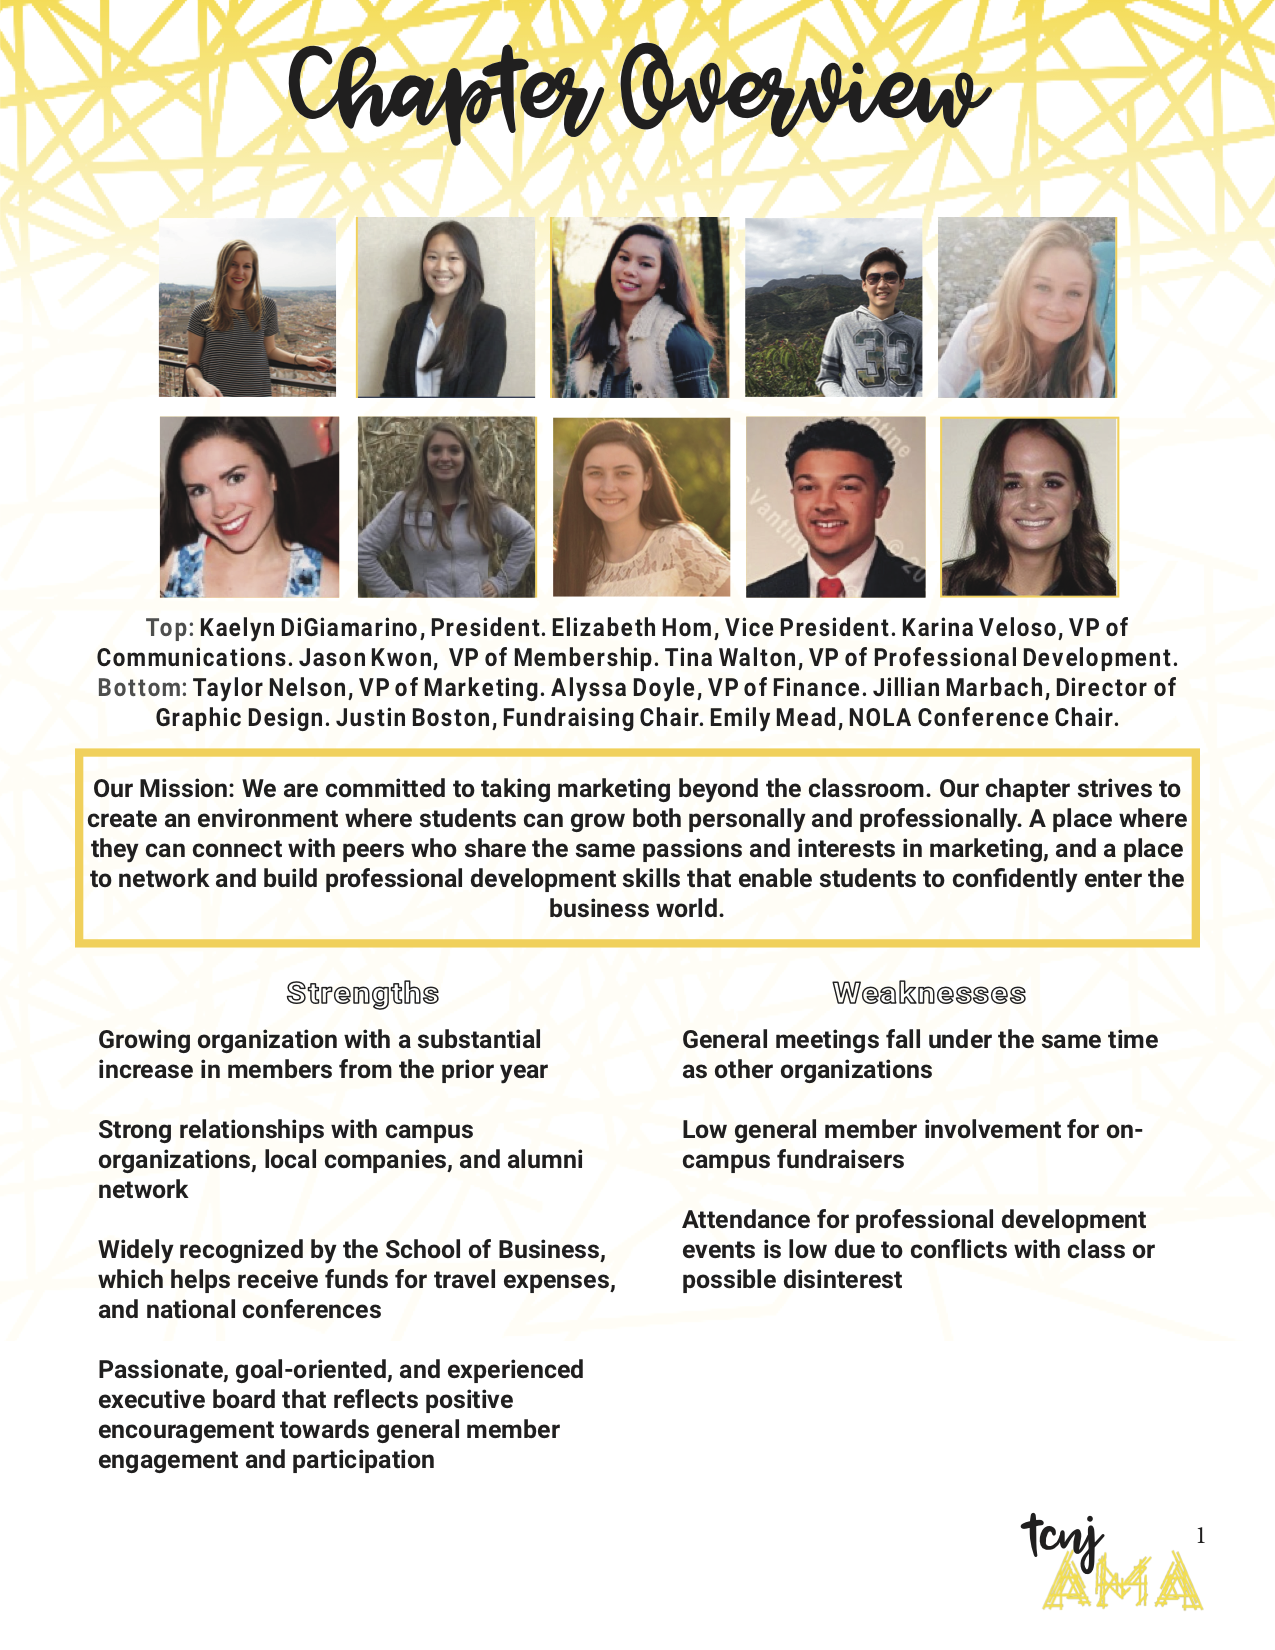 Chapter Overview
antine
s Vantine
© 20
Top: Kaelyn DiGiamarino, President. Elizabeth Hom, Vice President. Karina Veloso, VP of
Communications. Jason Kwon, VP of Membership. Tina Walton, VP of Professional Development.
Bottom: Taylor Nelson, VP of Marketing. Alyssa Doyle, VP of Finance. Jillian Marbach, Director of
Graphic Design. Justin Boston, Fundraising Chair. Emily Mead, NOLA Conference Chair.
Our Mission: We are committed to taking marketing beyond the classroom. Our chapter strives to
create an environment where students can grow both personally and professionally. A place where
they can connect with peers who share the same passions and interests in marketing, and a place
to network and build professional development skills that enable students to confidently enter the
business world.
Strengths
Growing organization with a substantial
increase in members from the prior year
Strong relationships with campus
organizations, local companies, and alumni
network
Widely recognized by the School of Business,
which helps receive funds for travel expenses,
and national conferences
Passionate, goal-oriented, and experienced
executive board that reflects positive
encouragement towards general member
engagement and participation
Weaknesses
General meetings fall under the same time
as other organizations
Low general member involvement for on-
campus fundraisers
Attendance for professional development
events is low due to conflicts with class or
possible disinterest
tcnj
AMA
1
33